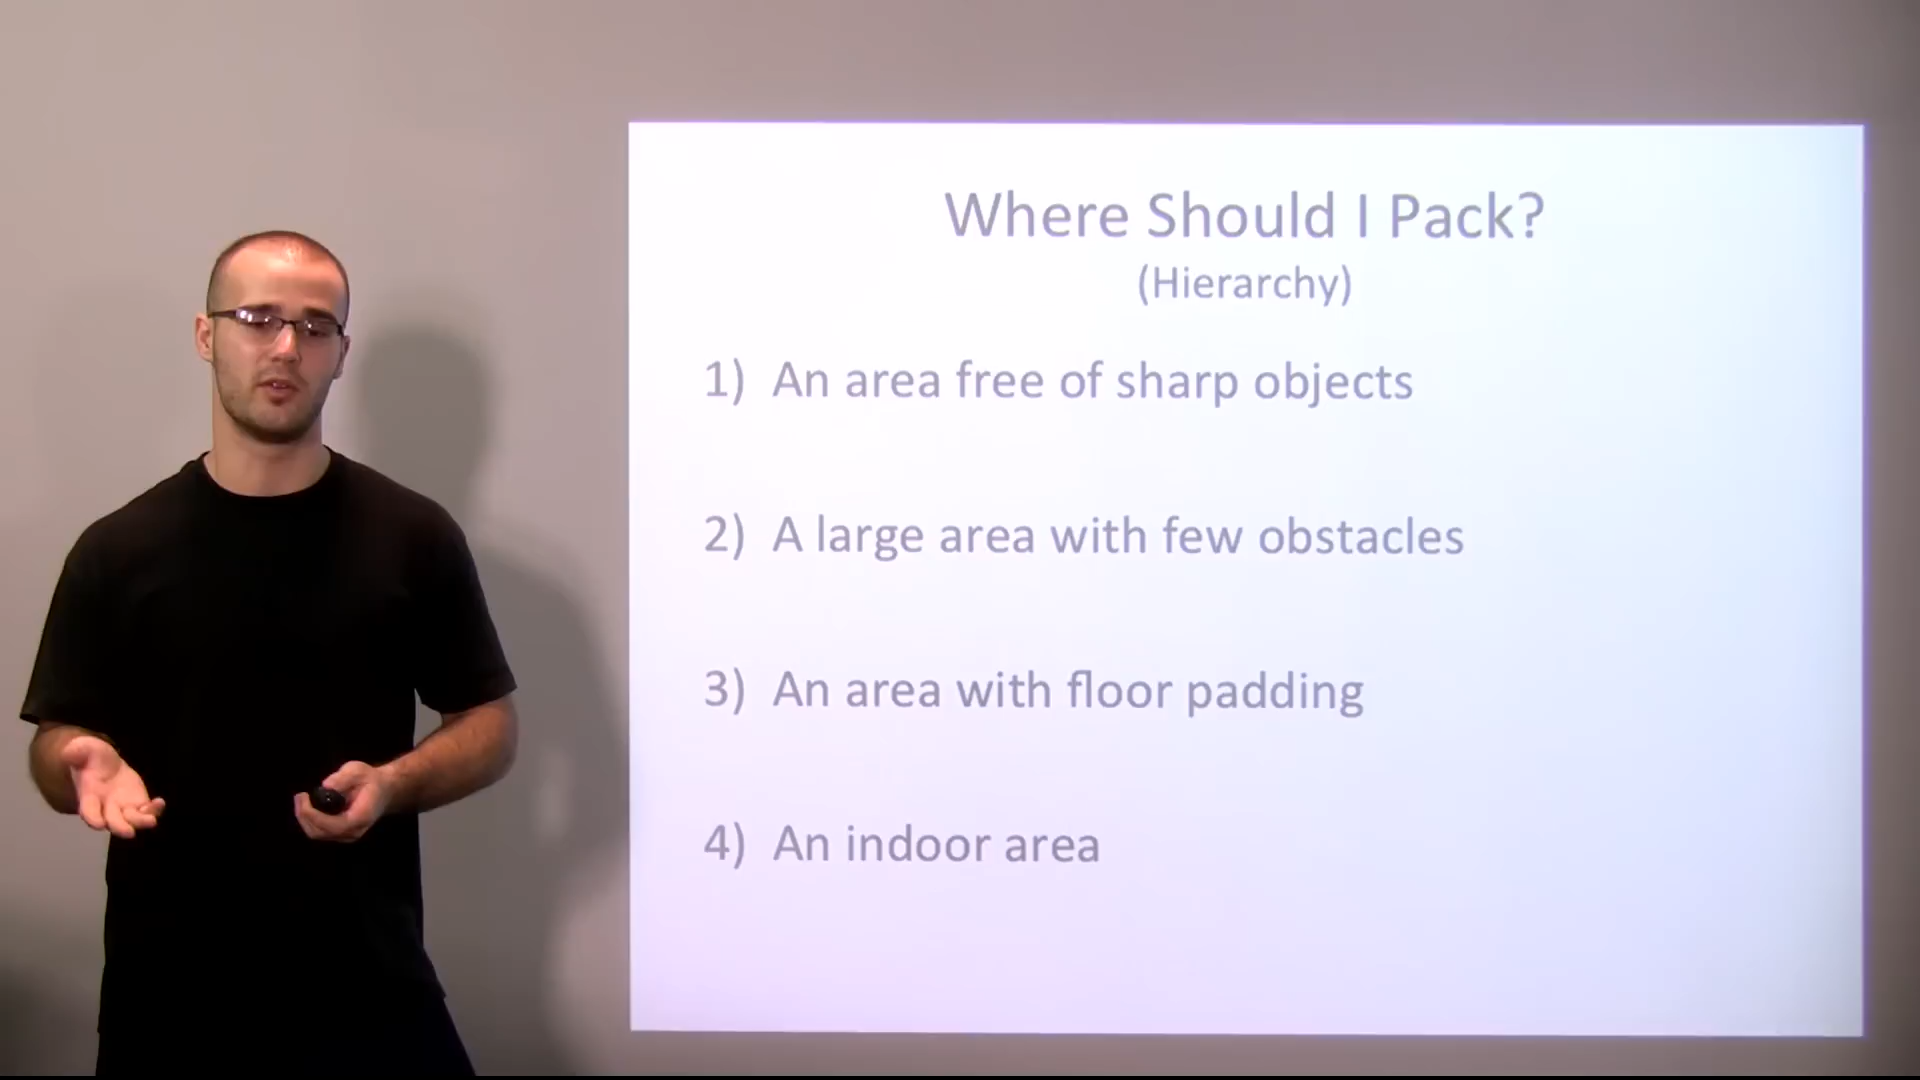 Where Should I Pack?
(Hierarchy)
1) An area free of sharp objects
2) A large area with few obstacles
3) An area with floor padding
4) An indoor area